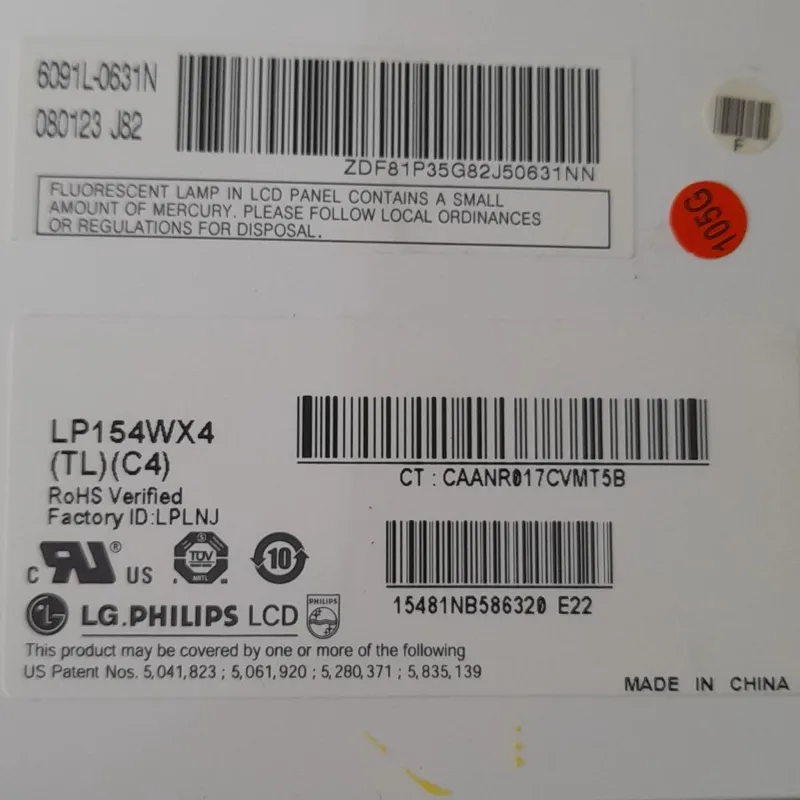 6091L-0631N
080123 J82
ZDF81P35G82J50631NN
FLUORESCENT LAMP IN LCD PANEL CONTAINS A SMALL
AMOUNT OF MERCURY. PLEASE FOLLOW LOCAL ORDINANCES
OR REGULATIONS FOR DISPOSAL.
F
105G
LP154WX4
(TL)(C4)
RoHS Verified
Factory ID:LPLNJ
CT : CAANR017CVMT5B
C RU ® US
S
TÜV
NRTL
10
15481NB586320 E22
LG LG.PHILIPS LCD PHILIPS
This product may be covered by one or more of the following
US Patent Nos. 5,041,823 ; 5,061,920 ; 5,280,371 ; 5,835,139
MADE IN CHINA